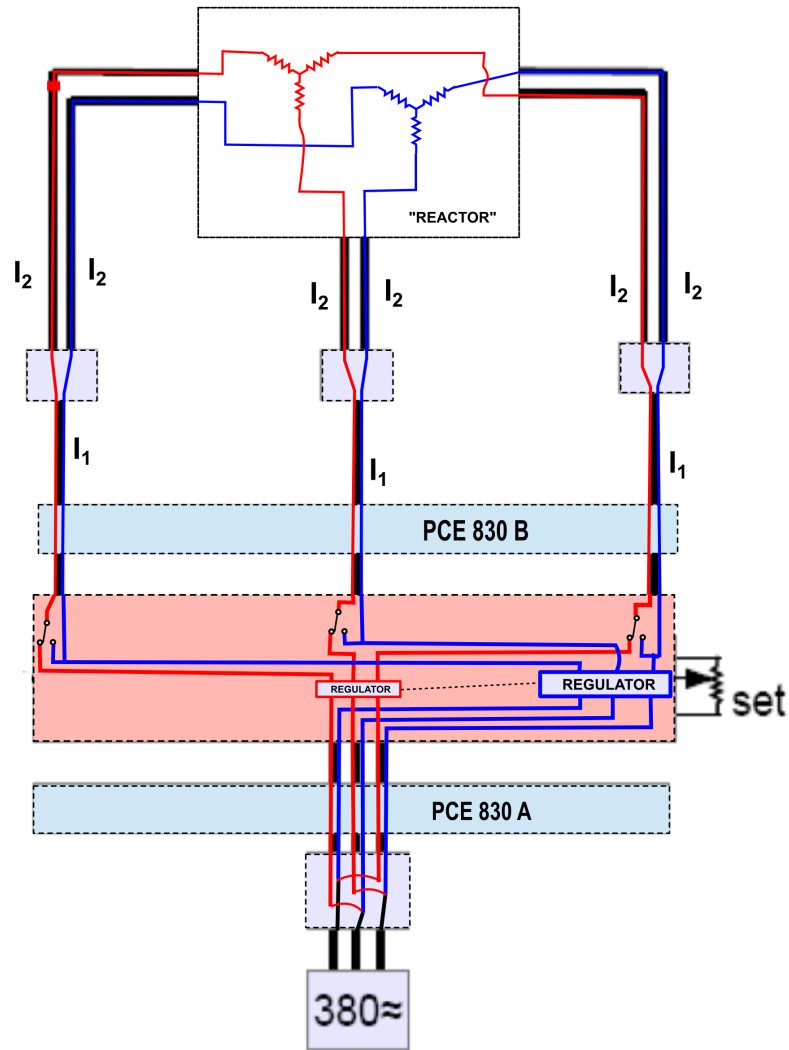 "REACTOR"
I₂
I₂
I₂
I₂
I₂
I₂
I₁
I₁
I₁
PCE 830 B
REGULATOR
REGULATOR
set
PCE 830 A
380≈